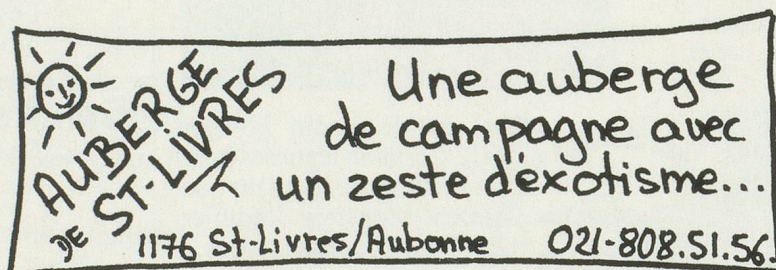 AUBERGE
DE ST-LIVRES
Une auberge
de campagne avec
un zeste d'exotisme...
1176 St-Livres/Aubonne 021-808.51.56.